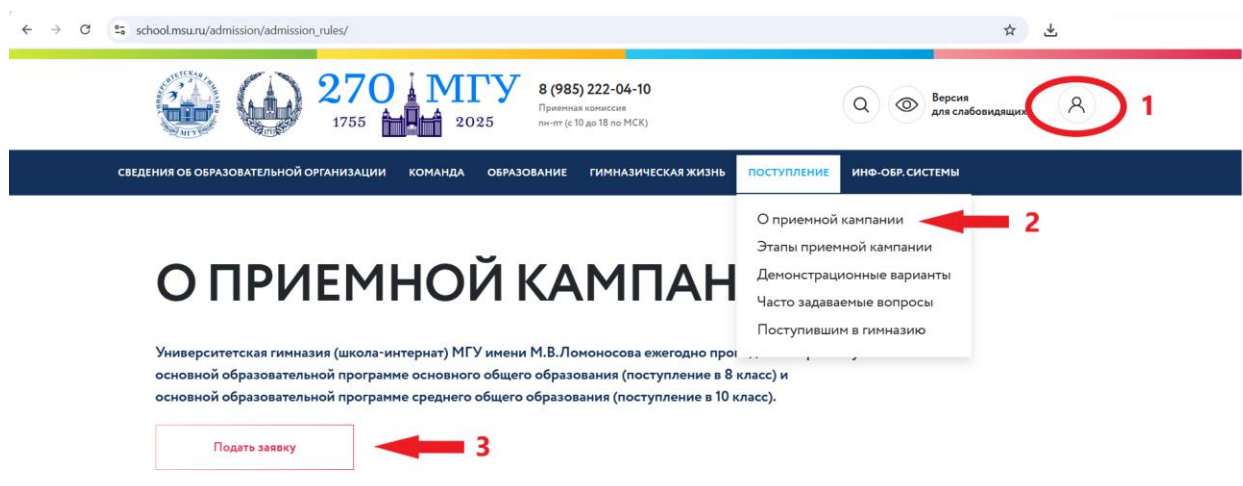 school.msu.ru/admission/admission_rules/
270 МГУ
1755 2025
8 (985) 222-04-10
Приемная комиссия
пн-пт (с 10 до 18 по МСК)
Версия
для слабовидящих
1
СВЕДЕНИЯ ОБ ОБРАЗОВАТЕЛЬНОЙ ОРГАНИЗАЦИИ КОМАНДА ОБРАЗОВАНИЕ ГИМНАЗИЧЕСКАЯ ЖИЗНЬ ПОСТУПЛЕНИЕ ИНФ-ОБР. СИСТЕМЫ
О приемной кампании
2
Этапы приемной кампании
Демонстрационные варианты
Часто задаваемые вопросы
Поступившим в гимназию
О ПРИЕМНОЙ КАМПАН
Университетская гимназия (школа-интернат) МГУ имени М.В.Ломоносова ежегодно
основной образовательной программе основного общего образования (поступление в 8 класс) и
основной образовательной программе среднего общего образования (поступление в 10 класс).
Подать заявку
3